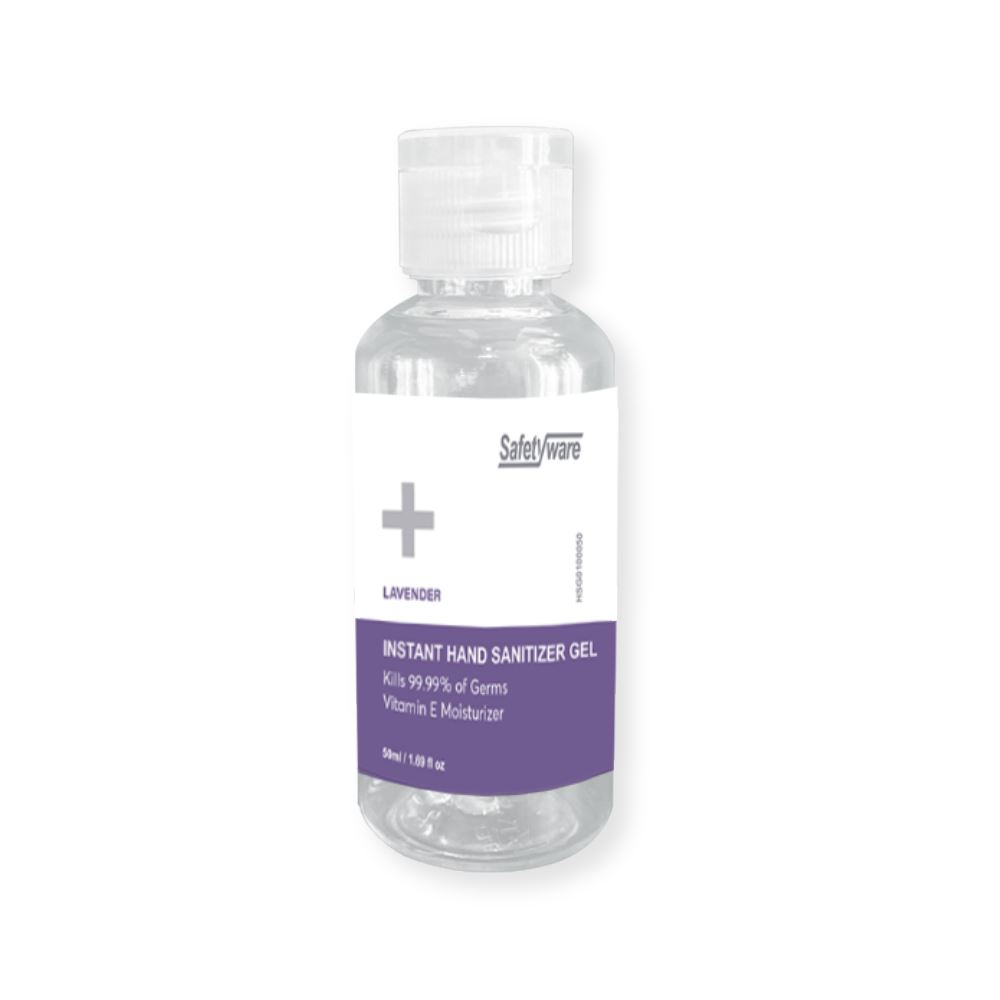 Safetyware
HSG0100050
LAVENDER
INSTANT HAND SANITIZER GEL
Kills 99.99% of Germs
Vitamin E Moisturizer
50ml / 1.69 fl oz